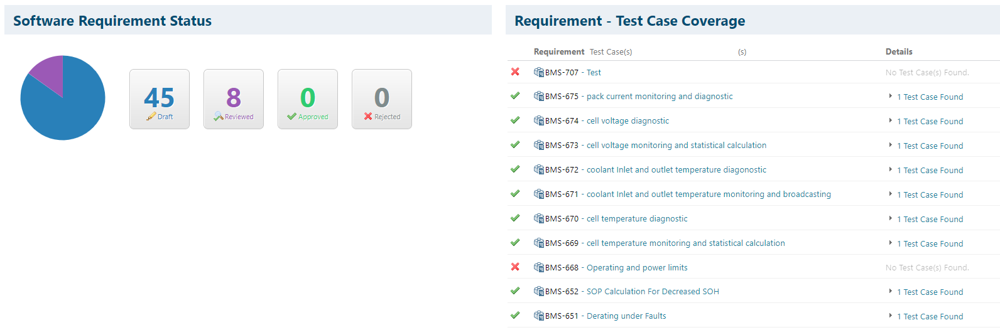 Software Requirement Status
45
Draft
8
Reviewed
0
Approved
0
Rejected
Requirement - Test Case Coverage
Requirement Test Case(s) (s) Details
BMS-707 - Test No Test Case(s) Found.
BMS-675 - pack current monitoring and diagnostic 1 Test Case Found
BMS-674 - cell voltage diagnostic 1 Test Case Found
BMS-673 - cell voltage monitoring and statistical calculation 1 Test Case Found
BMS-672 - coolant Inlet and outlet temperature diagonostic 1 Test Case Found
BMS-671 - coolant Inlet and outlet temperature monitoring and broadcasting 1 Test Case Found
BMS-670 - cell temperature diagnostic 1 Test Case Found
BMS-669 - cell temperature monitoring and statistical calculation 1 Test Case Found
BMS-668 - Operating and power limits No Test Case(s) Found.
BMS-652 - SOP Calculation For Decreased SOH 1 Test Case Found
BMS-651 - Derating under Faults 1 Test Case Found